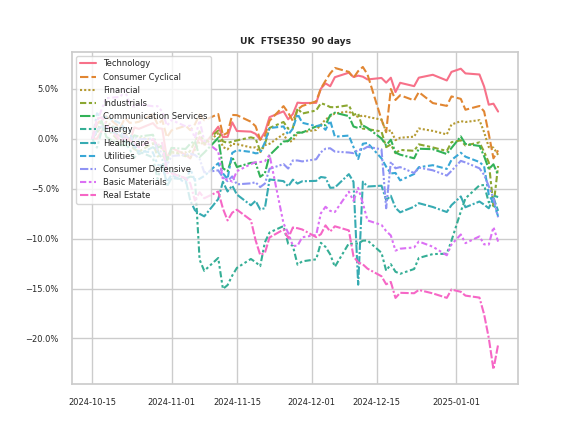 UK FTSE350 90 days
Technology
Consumer Cyclical
Financial
Industrials
Communication Services
Energy
Healthcare
Utilities
Consumer Defensive
Basic Materials
Real Estate
5.0%
0.0%
−5.0%
−10.0%
−15.0%
−20.0%
2024-10-15 2024-11-01 2024-11-15 2024-12-01 2024-12-15 2025-01-01